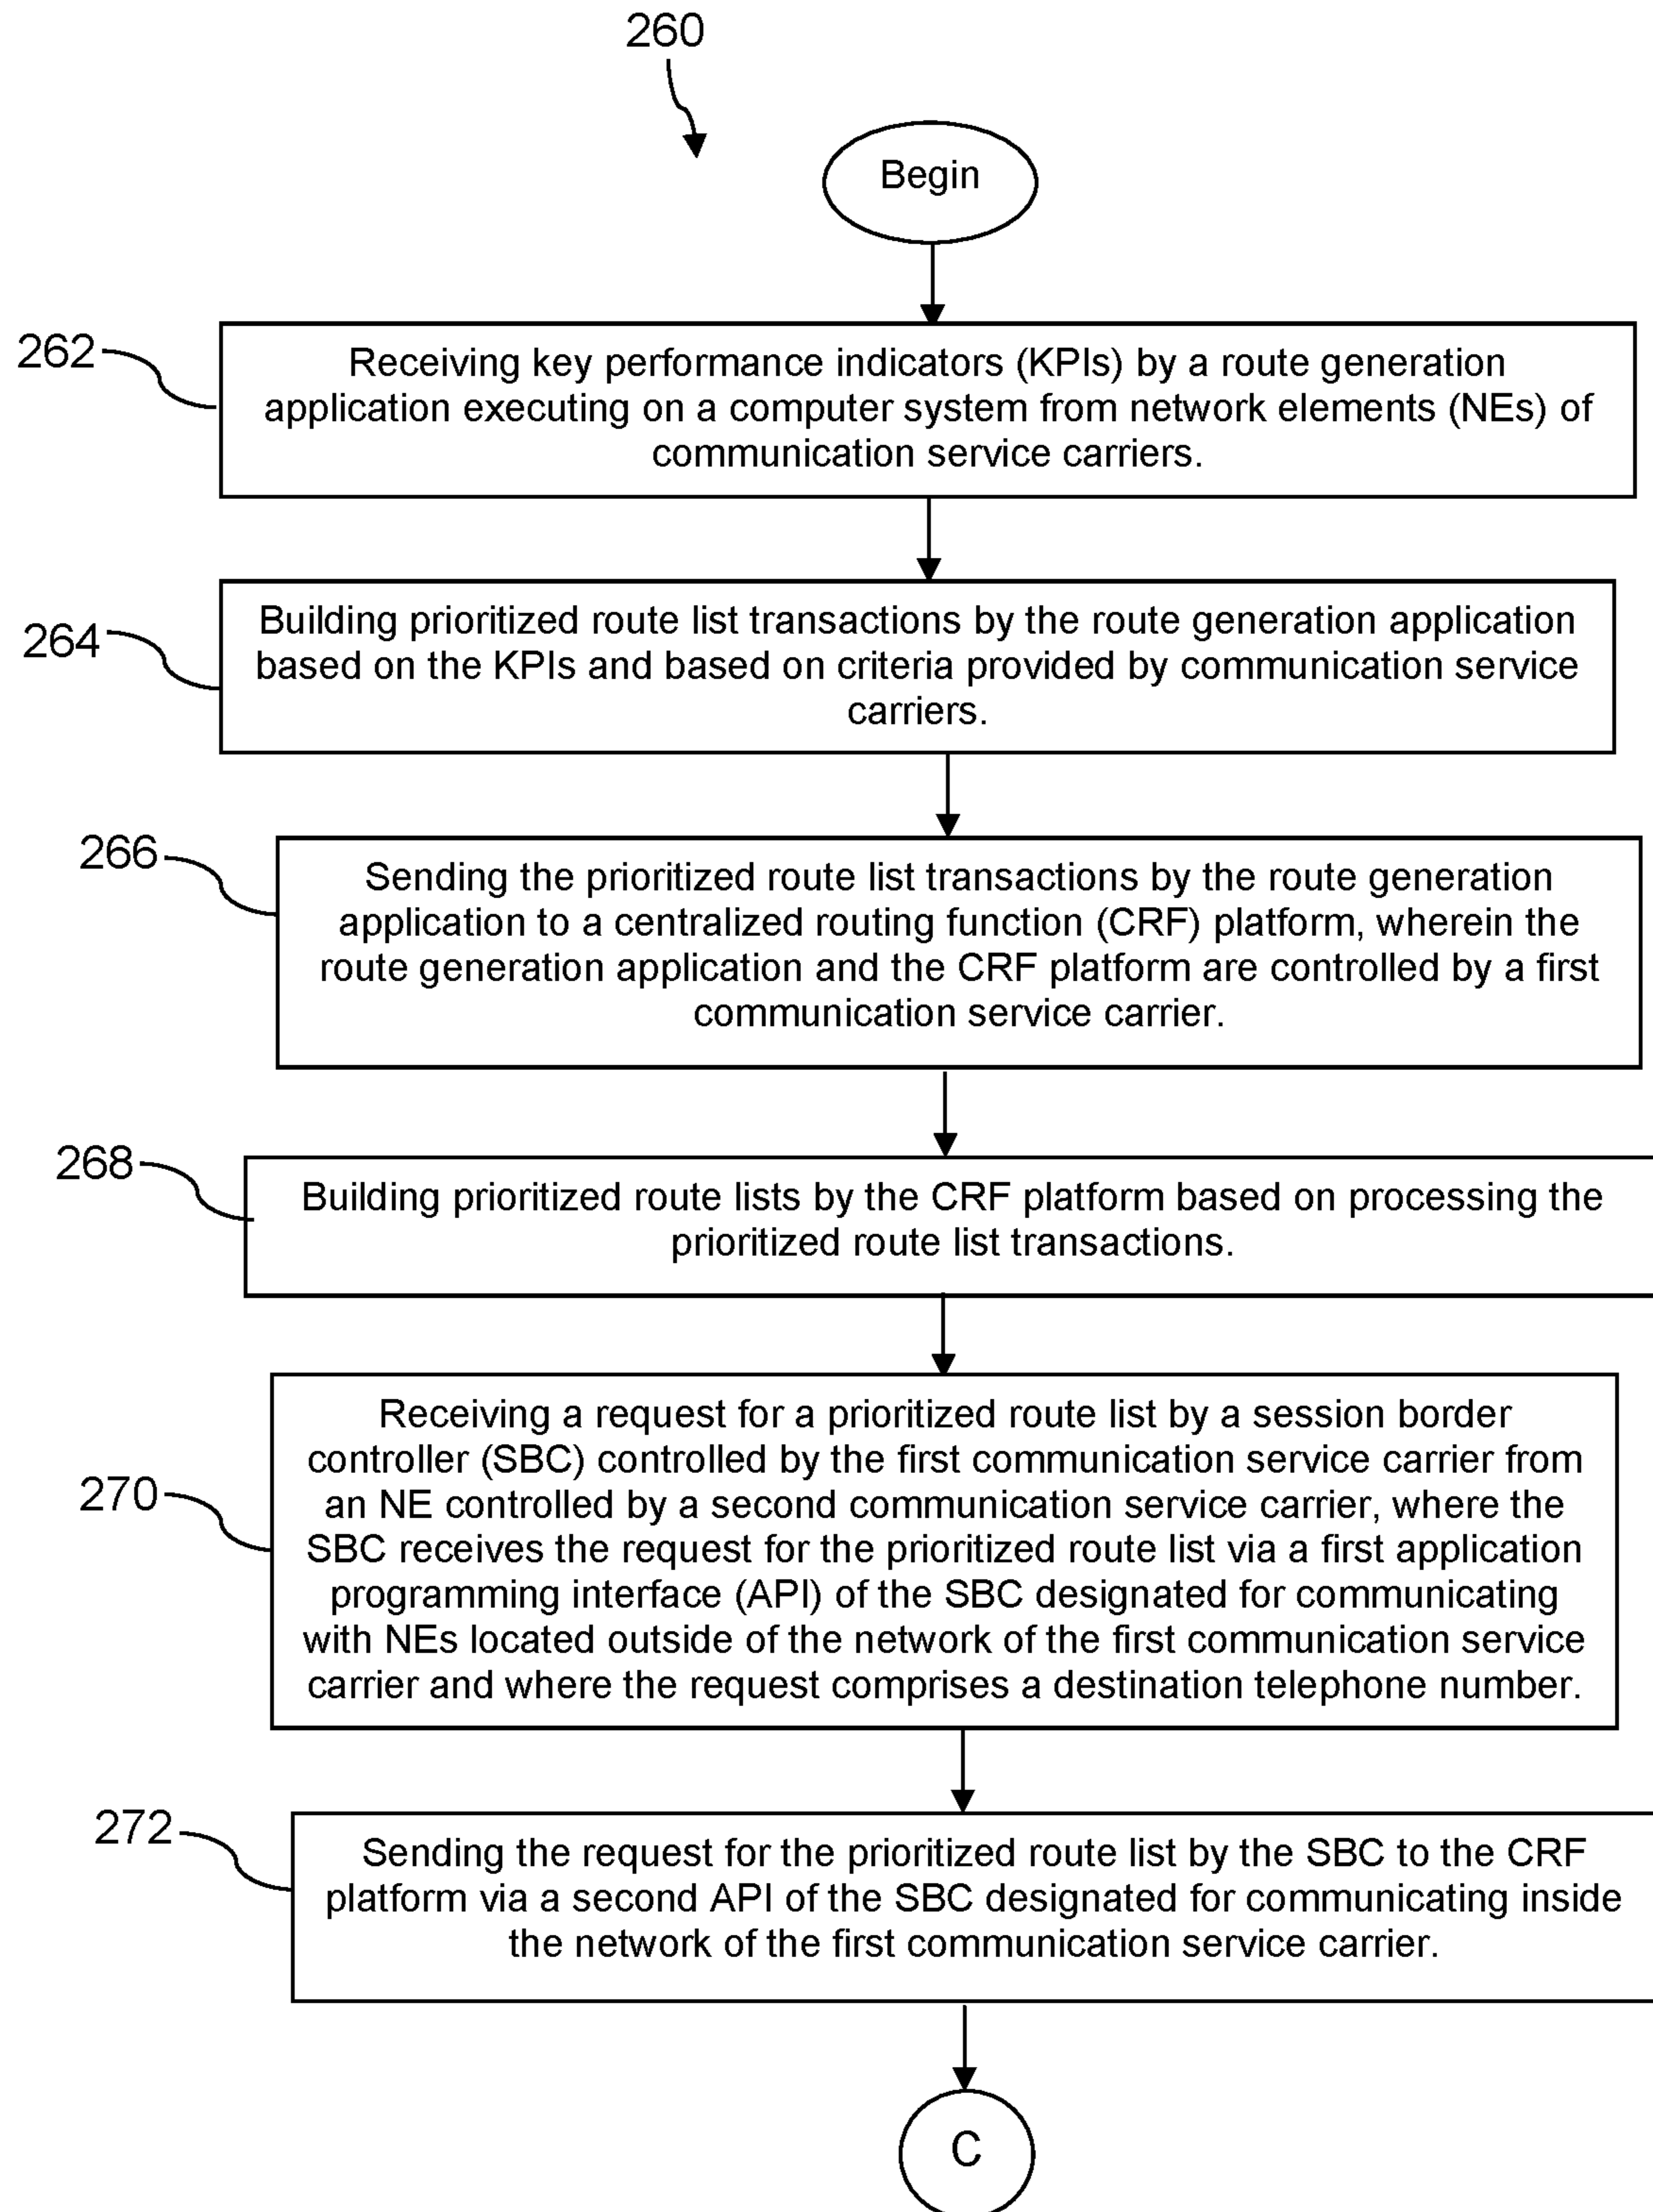 260
Begin
262
Receiving key performance indicators (KPIs) by a route generation
application executing on a computer system from network elements (NEs) of
communication service carriers.
264
Building prioritized route list transactions by the route generation application
based on the KPIs and based on criteria provided by communication service
carriers.
266
Sending the prioritized route list transactions by the route generation
application to a centralized routing function (CRF) platform, wherein the
route generation application and the CRF platform are controlled by a first
communication service carrier.
268
Building prioritized route lists by the CRF platform based on processing the
prioritized route list transactions.
270
Receiving a request for a prioritized route list by a session border
controller (SBC) controlled by the first communication service carrier from
an NE controlled by a second communication service carrier, where the
SBC receives the request for the prioritized route list via a first application
programming interface (API) of the SBC designated for communicating
with NEs located outside of the network of the first communication service
carrier and where the request comprises a destination telephone number.
272
Sending the request for the prioritized route list by the SBC to the CRF
platform via a second API of the SBC designated for communicating inside
the network of the first communication service carrier.
C